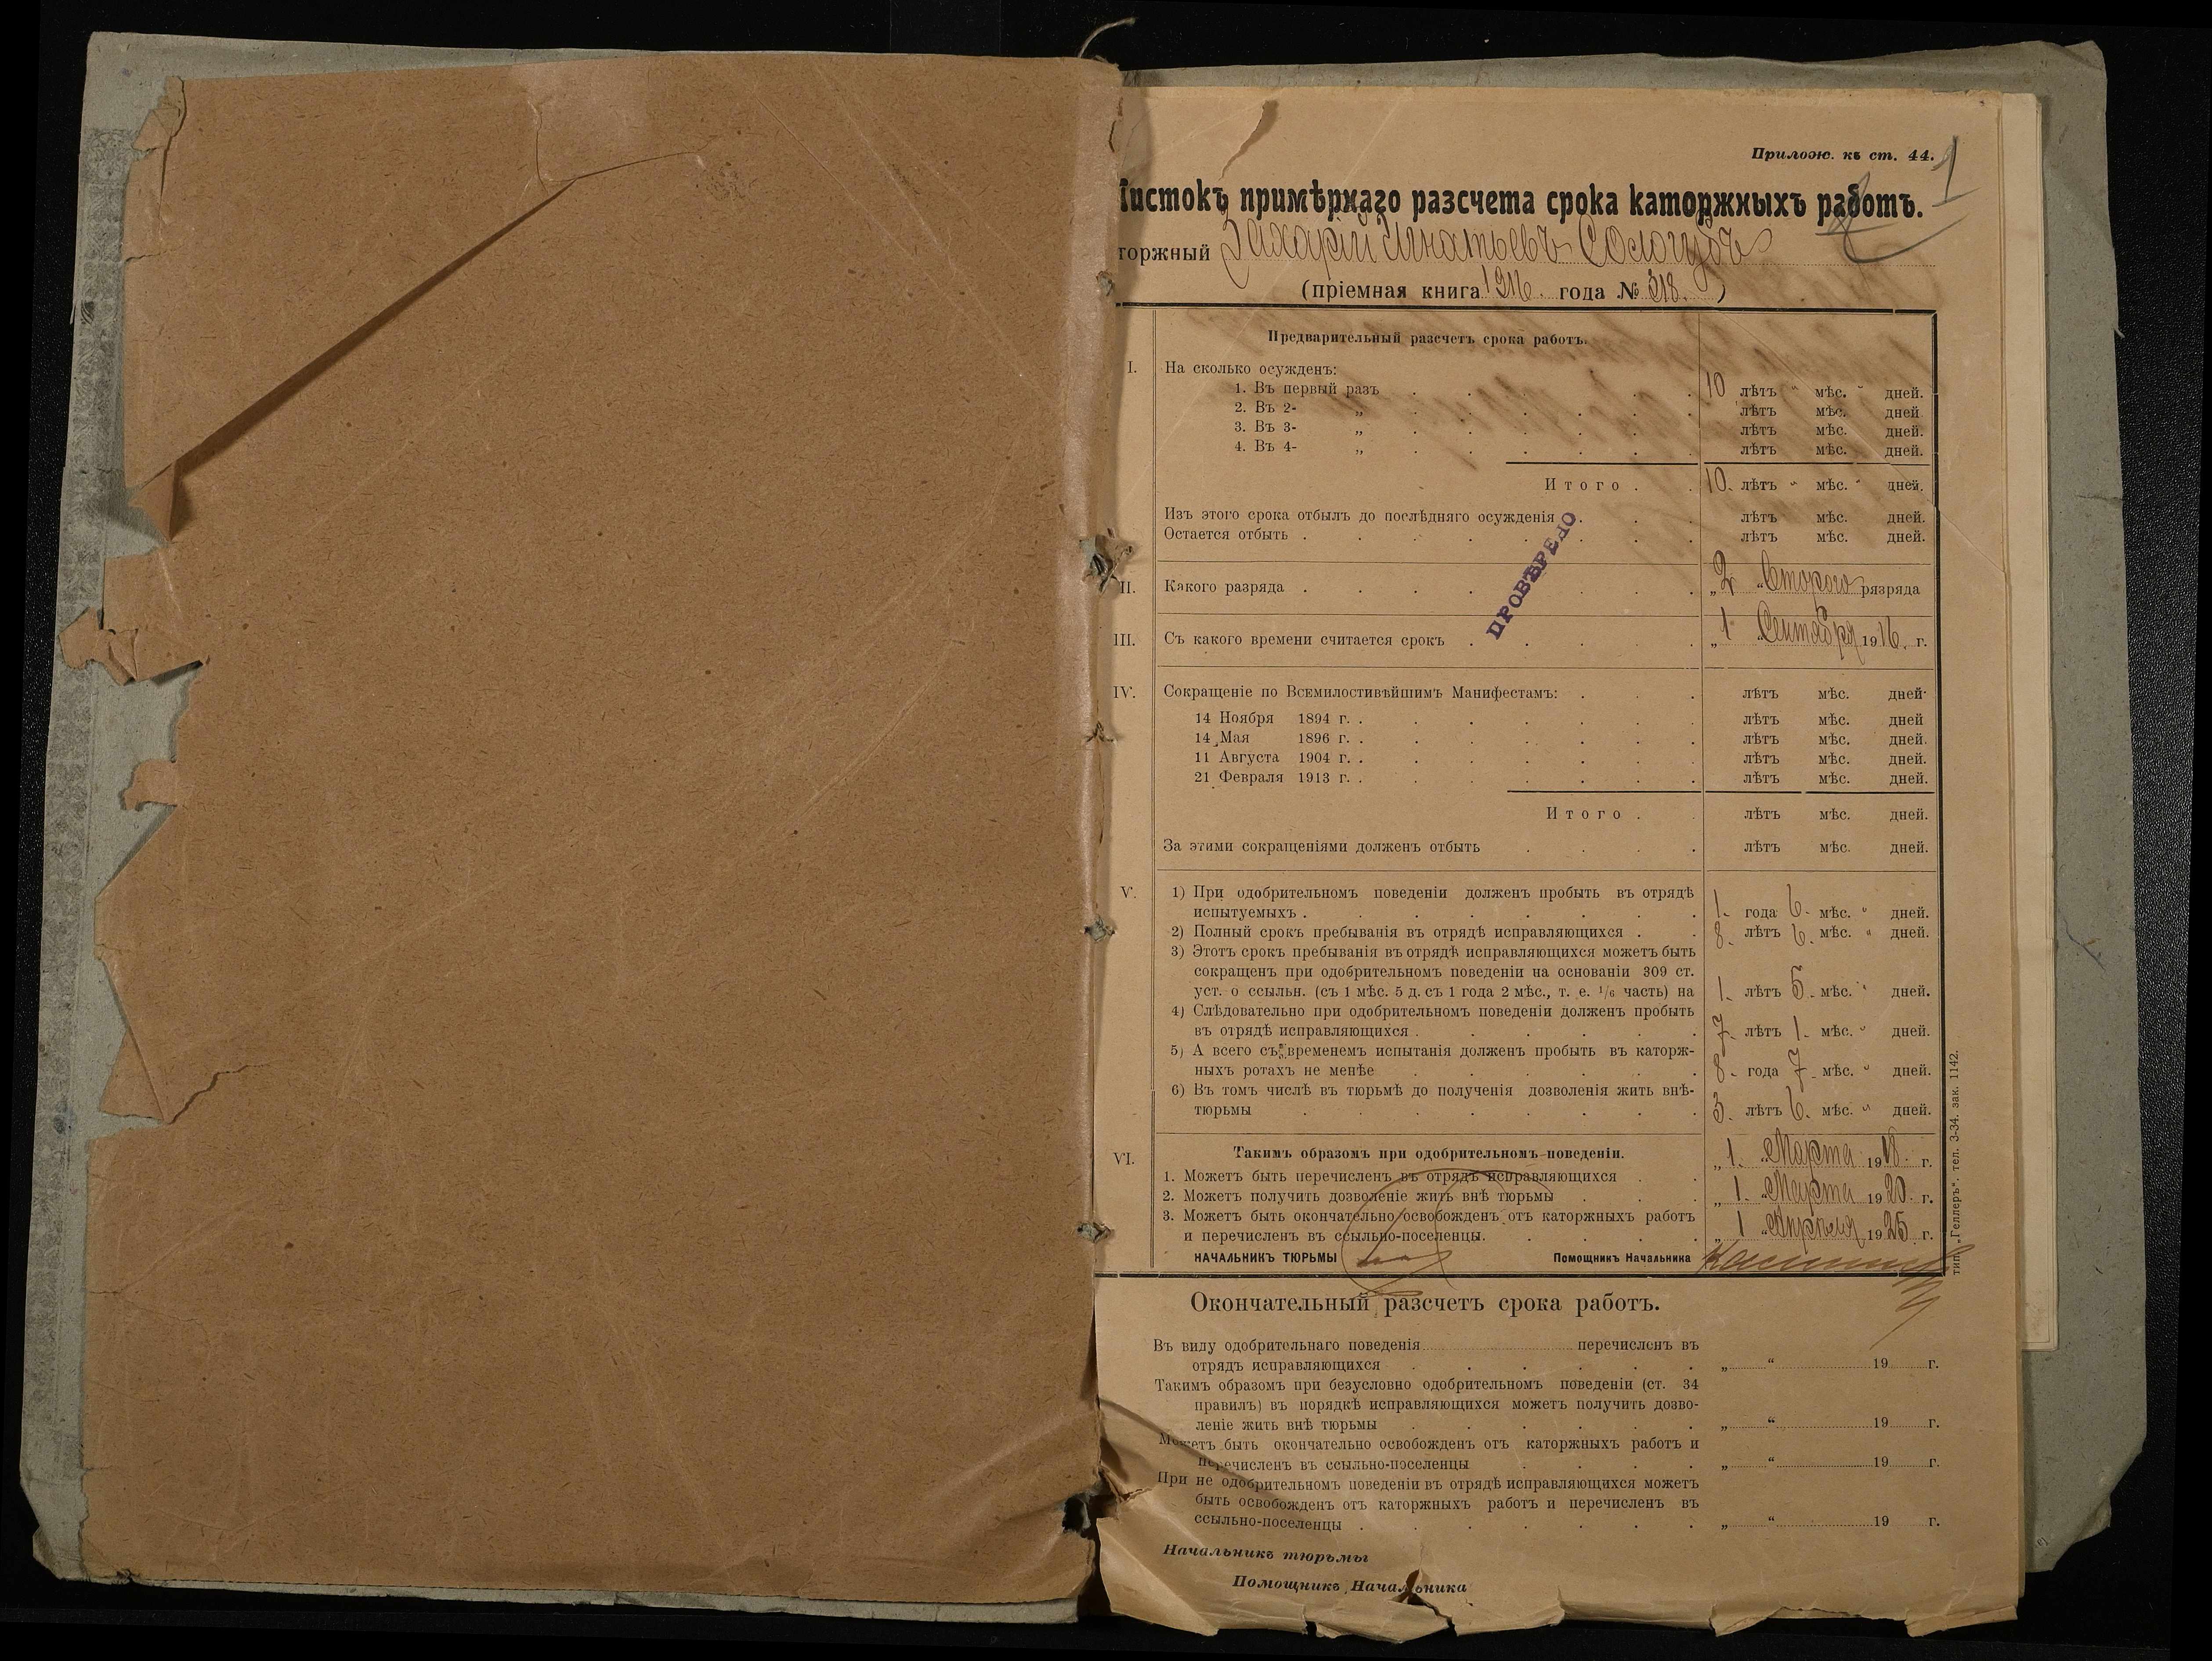 Прилож. къ ст. 44.
1
Листокъ примѣрнаго разсчета срока каторжныхъ работъ.
торжный Захарій Игнатьевъ
(пріемная книга 1916 года № 318.)
Предварительный разсчетъ срока работъ.
I. На сколько осужденъ:
1. Въ первый разъ . . . . . 10 лѣтъ " мѣс. " дней.
2. Въ 2- „ . . . . . . лѣтъ мѣс. дней
3. Въ 3- „ . . . . . . лѣтъ мѣс. дней.
4. Въ 4- „ . . . . . . лѣтъ мѣс. дней.
Итого . . 10. лѣтъ " мѣс. " дней.
Изъ этого срока отбылъ до послѣдняго осужденія . . . лѣтъ мѣс. дней.
Остается отбыть . . . . . . . . лѣтъ мѣс. дней.
ПРОВѢРЕНО
II. Какого разряда . . . . . . . . „2 “ Второго разряда
III. Съ какого времени считается срокъ . . . . . „1 “ Сентября 1916. г.
IV. Сокращеніе по Всемилостивѣйшимъ Манифестамъ: . . . лѣтъ мѣс. дней·
14 Ноября 1894 г. . . . . . . . лѣтъ мѣс. дней
14 Мая 1896 г. . . . . . . . лѣтъ мѣс. дней.
11 Августа 1904 г. . . . . . . . лѣтъ мѣс. дней.
21 Февраля 1913 г. . . . . . . . лѣтъ мѣс. дней.
Итого . . лѣтъ мѣс. дней.
За этими сокращеніями долженъ отбыть . . . . лѣтъ мѣс. дней.
V. 1) При одобрительномъ поведеніи долженъ пробыть въ отрядѣ
испытуемыхъ . . . . . . . . 1. года 6. мѣс. " дней.
2) Полный срокъ пребыванія въ отрядѣ исправляющихся . . 8. лѣтъ 6. мѣс. " дней.
3) Этотъ срокъ пребыванія въ отрядѣ исправляющихся можетъ быть
сокращенъ при одобрительномъ поведеніи на основаніи 309 ст.
уст. о ссыльн. (съ 1 мѣс. 5 д. съ 1 года 2 мѣс., т. е. 1/6 часть) на 1. лѣтъ 5. мѣс. " дней.
4) Слѣдовательно при одобрительномъ поведеніи долженъ пробыть
въ отрядѣ исправляющихся . . . . . . 7. лѣтъ 1. мѣс. " дней.
5) А всего съ временемъ испытанія долженъ пробыть въ каторж-
ныхъ ротахъ не менѣе . . . . . . 8. года 7. мѣс. " дней.
6) Въ томъ числѣ въ тюрьмѣ до полученія дозволенія жить внѣ-
тюрьмы . . . . . . . . 3. лѣтъ 6. мѣс. " дней.
VI. Такимъ образомъ при одобрительномъ поведеніи.
1. Можетъ быть перечисленъ въ отрядъ исправляющихся . . „1. “ Марта 1918. г.
2. Можетъ получить дозволеніе жить внѣ тюрьмы . . . „1. “ Марта 1920. г.
3. Можетъ быть окончательно освобожденъ отъ каторжныхъ работъ
и перечисленъ въ ссыльно-поселенцы. . . . . „1 “ Апрѣля 1925. г.
НАЧАЛЬНИКЪ ТЮРЬМЫ Помощникъ Начальника
тип. „Геллеръ“. тел. 3-34. зак. 1142.
Окончательный разсчетъ срока работъ.
Въ виду одобрительнаго поведенія перечисленъ въ
отрядъ исправляющихся . . . . . . „ “ 19 г.
Такимъ образомъ при безусловно одобрительномъ поведеніи (ст. 34
правилъ) въ порядкѣ исправляющихся можетъ получить дозво-
леніе жить внѣ тюрьмы . . . . . . „ “ 19 г.
Можетъ быть окончательно освобожденъ отъ каторжныхъ работъ и
перечисленъ въ ссыльно-поселенцы . . . . „ “ 19 г.
При не одобрительномъ поведеніи въ отрядѣ исправляющихся можетъ
быть освобожденъ отъ каторжныхъ работъ и перечисленъ въ
ссыльно-поселенцы . . . . . . . „ “ 19 г.
Начальникъ тюрьмы
Помощникъ Начальника